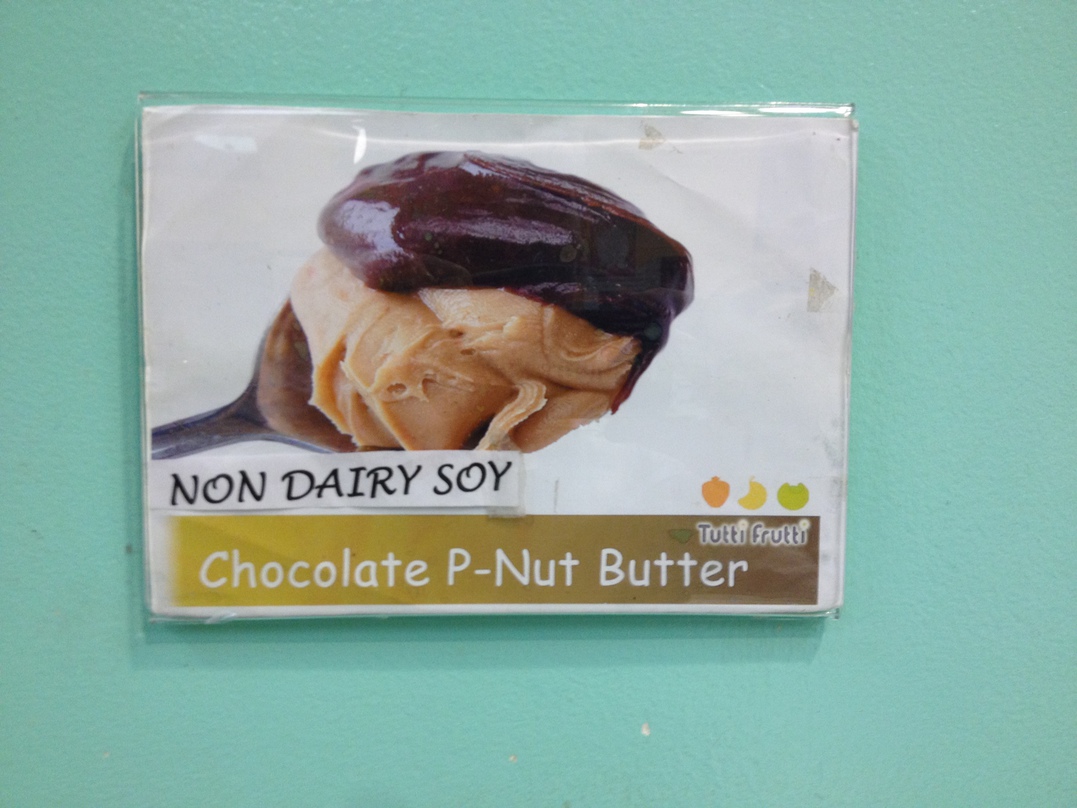 NON DAIRY SOY
Tutti Frutti
Chocolate P-Nut Butter